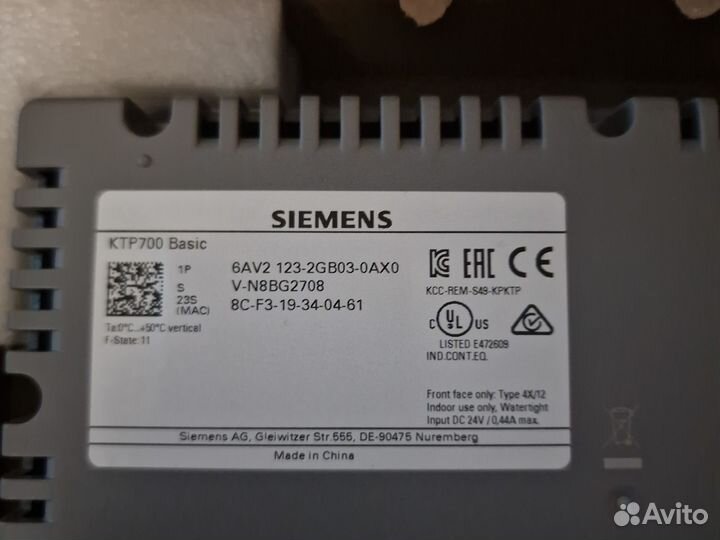 SIEMENS
KTP700 Basic
1P 6AV2 123-2GB03-0AX0
S V-N8BG2708
23S (MAC) 8C-F3-19-34-04-61
Ta:0°C...+50°C vertical
F-State: 11
EAC CE
KCC-REM-S49-KPKTP
C UL US
LISTED E472609
IND.CONT.EQ.
Front face only: Type 4X/12
Indoor use only, Watertight
Input DC 24V / 0,44A max.
Siemens AG, Gleiwitzer Str.555, DE-90475 Nuremberg
Made in China
Avito